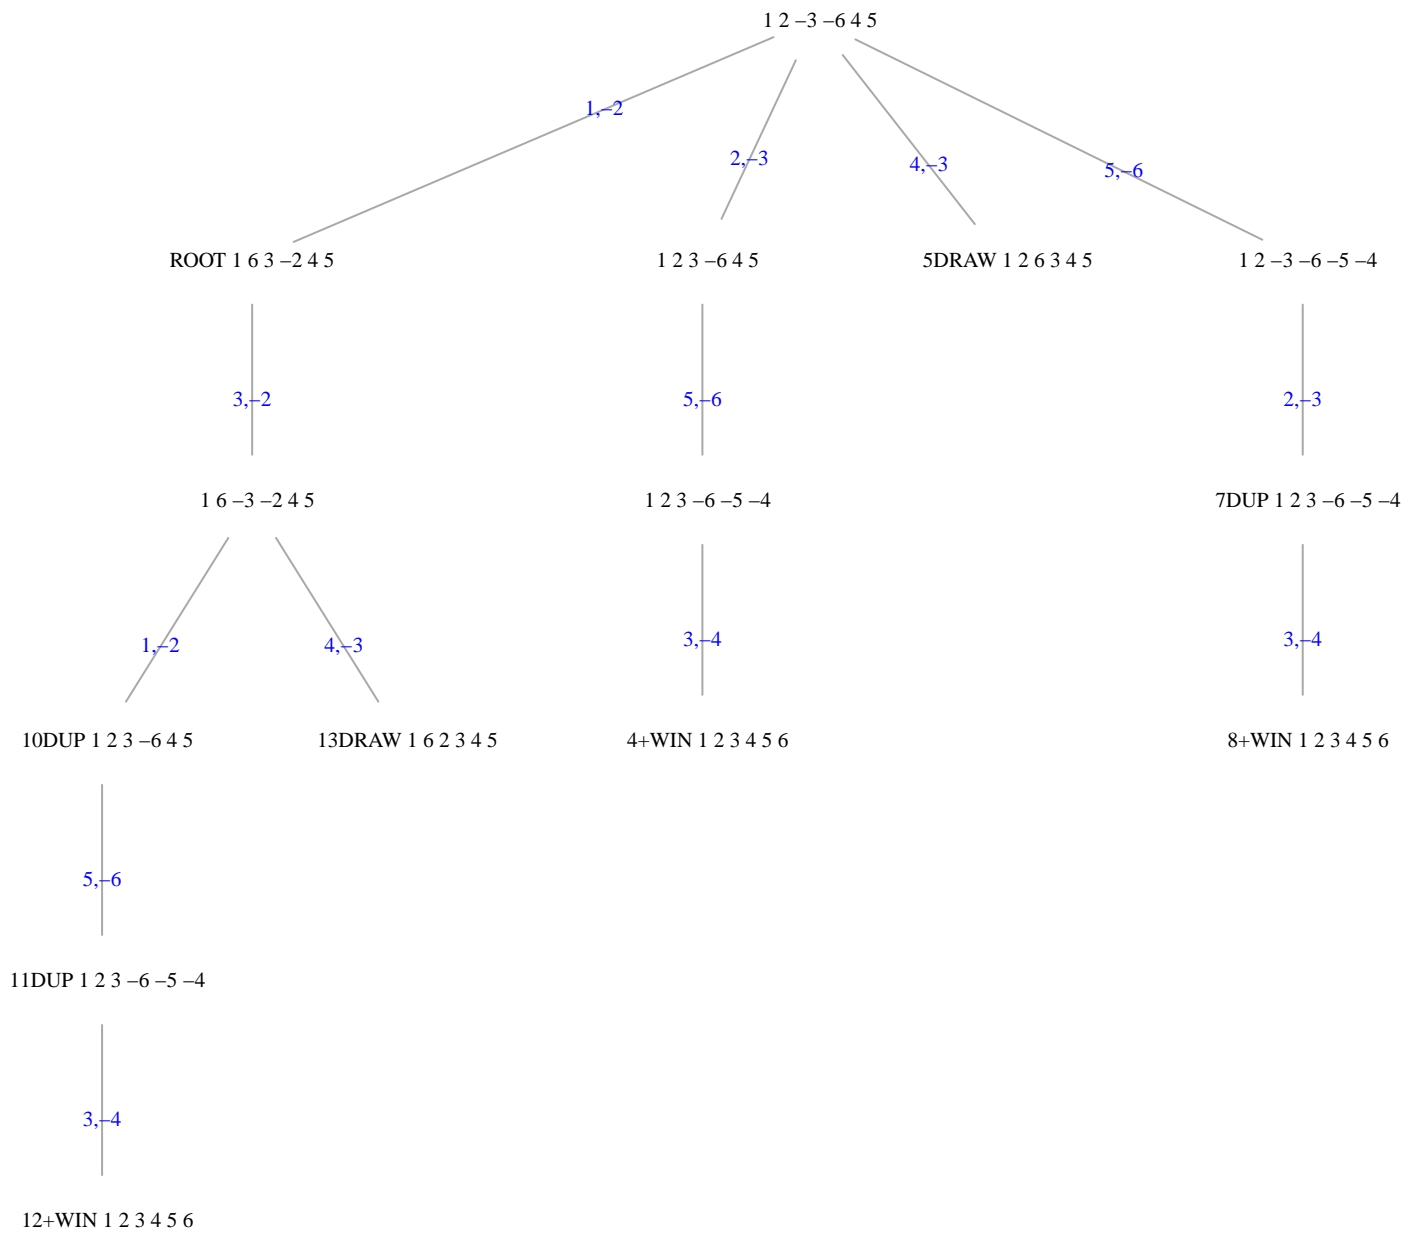 1 2 –3 –6 4 5
1,–2
2,–3
4,–3
5,–6
ROOT 1 6 3 –2 4 5
1 2 3 –6 4 5
5DRAW 1 2 6 3 4 5
1 2 –3 –6 –5 –4
3,–2
5,–6
2,–3
1 6 –3 –2 4 5
1 2 3 –6 –5 –4
7DUP 1 2 3 –6 –5 –4
1,–2
4,–3
3,–4
3,–4
10DUP 1 2 3 –6 4 5
13DRAW 1 6 2 3 4 5
4+WIN 1 2 3 4 5 6
8+WIN 1 2 3 4 5 6
5,–6
11DUP 1 2 3 –6 –5 –4
3,–4
12+WIN 1 2 3 4 5 6